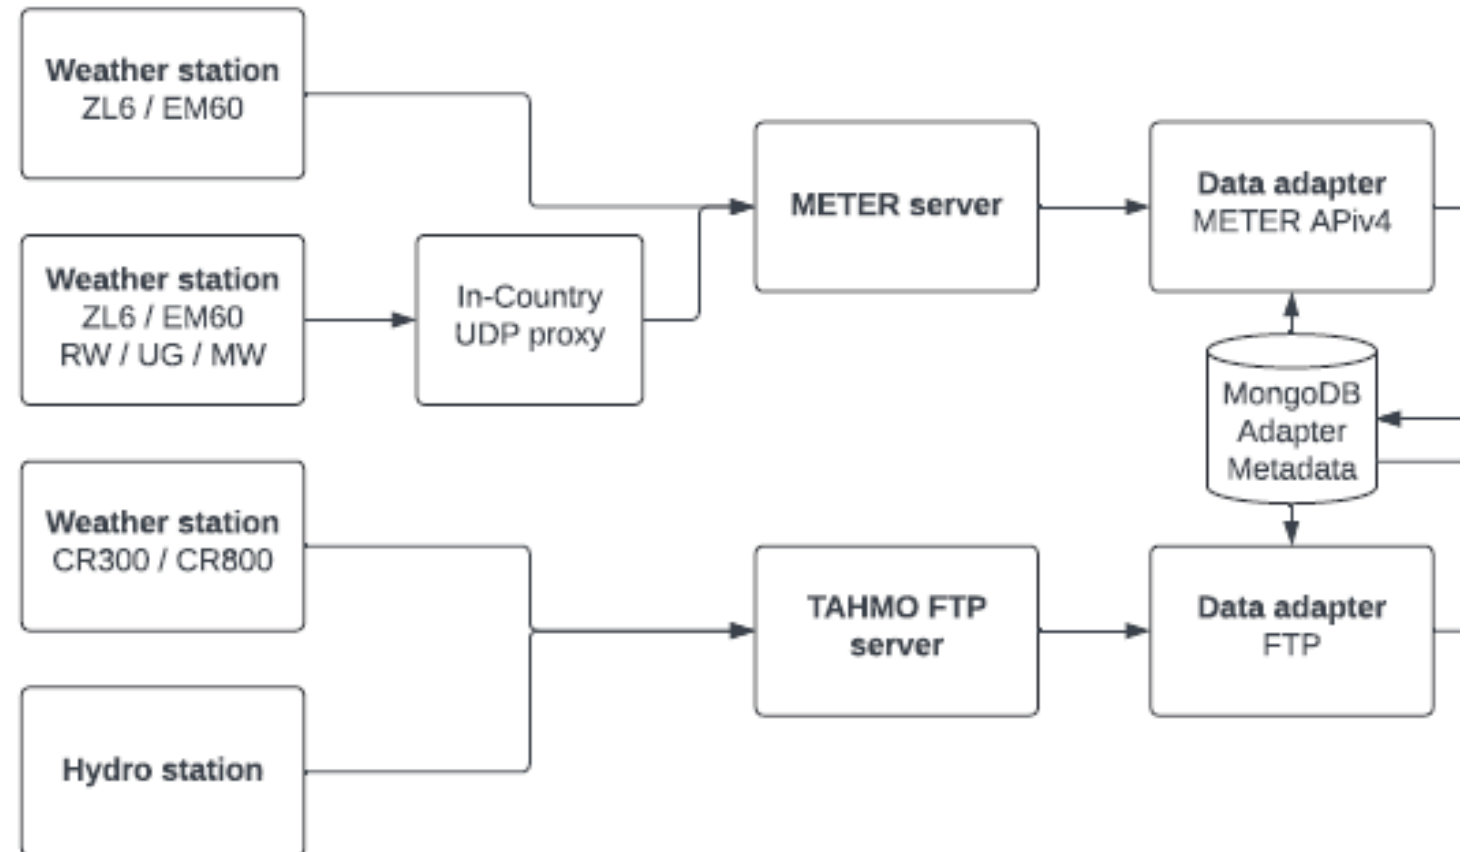 Weather station
ZL6 / EM60
METER server
Data adapter
METER APiv4
Weather station
ZL6 / EM60
RW / UG / MW
In-Country
UDP proxy
MongoDB
Adapter
Metadata
Weather station
CR300 / CR800
TAHMO FTP
server
Data adapter
FTP
Hydro station